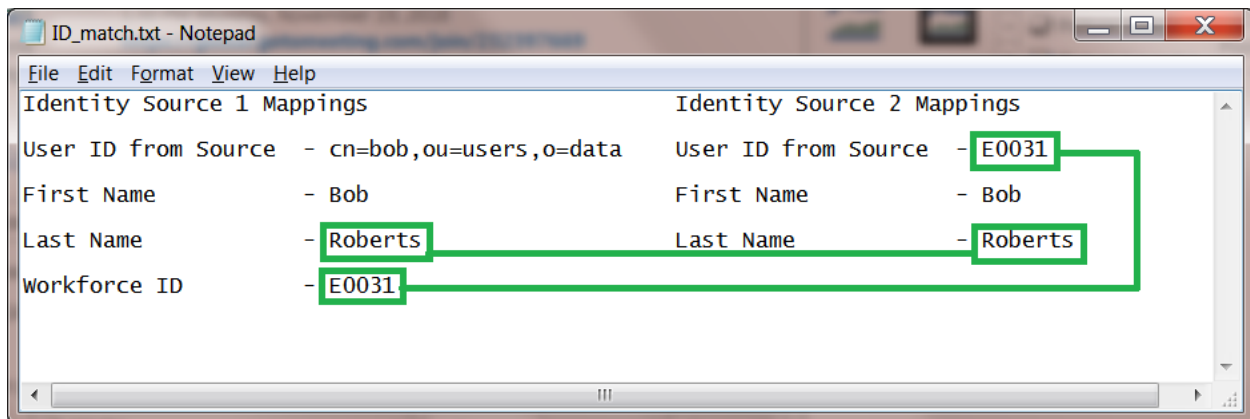 ID_match.txt - Notepad
File Edit Format View Help
Identity Source 1 Mappings Identity Source 2 Mappings
User ID from Source - cn=bob,ou=users,o=data User ID from Source - E0031
First Name - Bob First Name - Bob
Last Name - Roberts Last Name - Roberts
Workforce ID - E0031